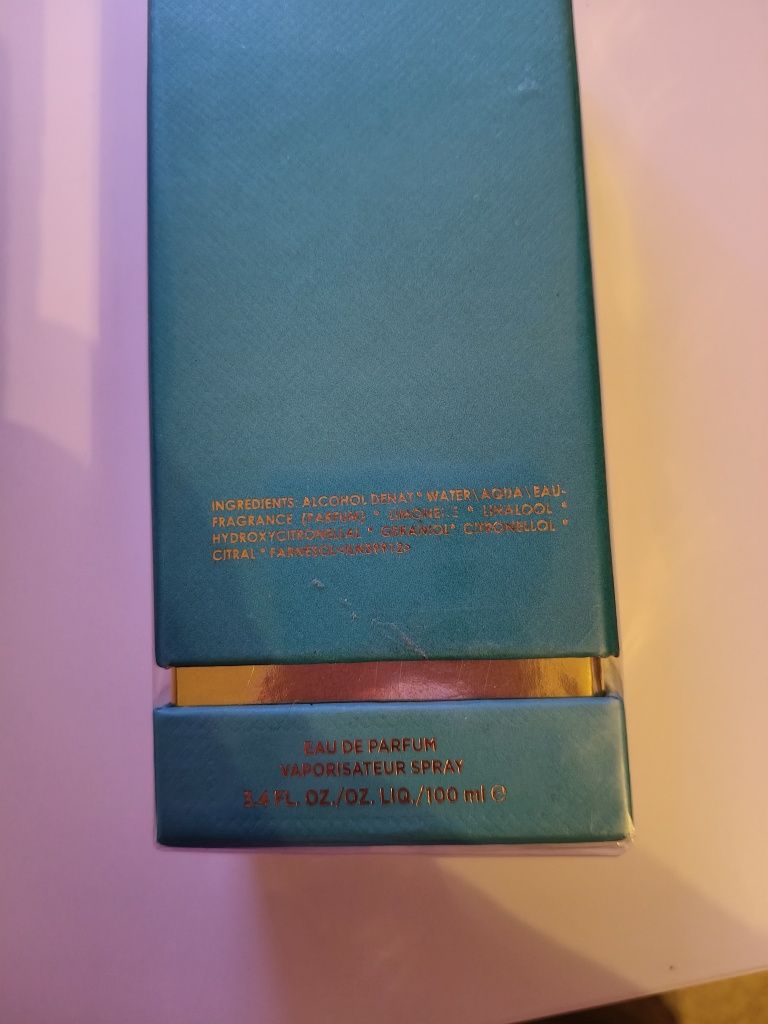 INGREDIENTS: ALCOHOL DENAT* WATER\AQUA\EAU-
FRAGRANCE (PARFUM) * LINALOOL *
HYDROXYCITRONELLAL * GERANIOL* CITRONELLOL *
CITRAL * FARNESOL
EAU DE PARFUM
VAPORISATEUR SPRAY
3.4 FL. OZ./OZ. LIQ./100 ml ℮